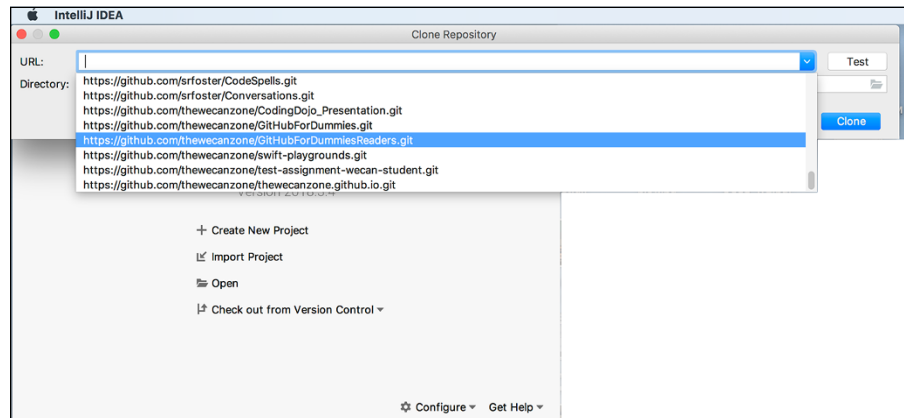 IntelliJ IDEA
Clone Repository
URL:
Test
Directory:
https://github.com/srfoster/CodeSpells.git
https://github.com/srfoster/Conversations.git
https://github.com/thewecanzone/CodingDojo_Presentation.git
https://github.com/thewecanzone/GitHubForDummies.git
https://github.com/thewecanzone/GitHubForDummiesReaders.git
https://github.com/thewecanzone/swift-playgrounds.git
https://github.com/thewecanzone/test-assignment-wecan-student.git
https://github.com/thewecanzone/thewecanzone.github.io.git
Clone
Version 2018.3.4
+ Create New Project
Import Project
Open
Check out from Version Control
Configure Get Help